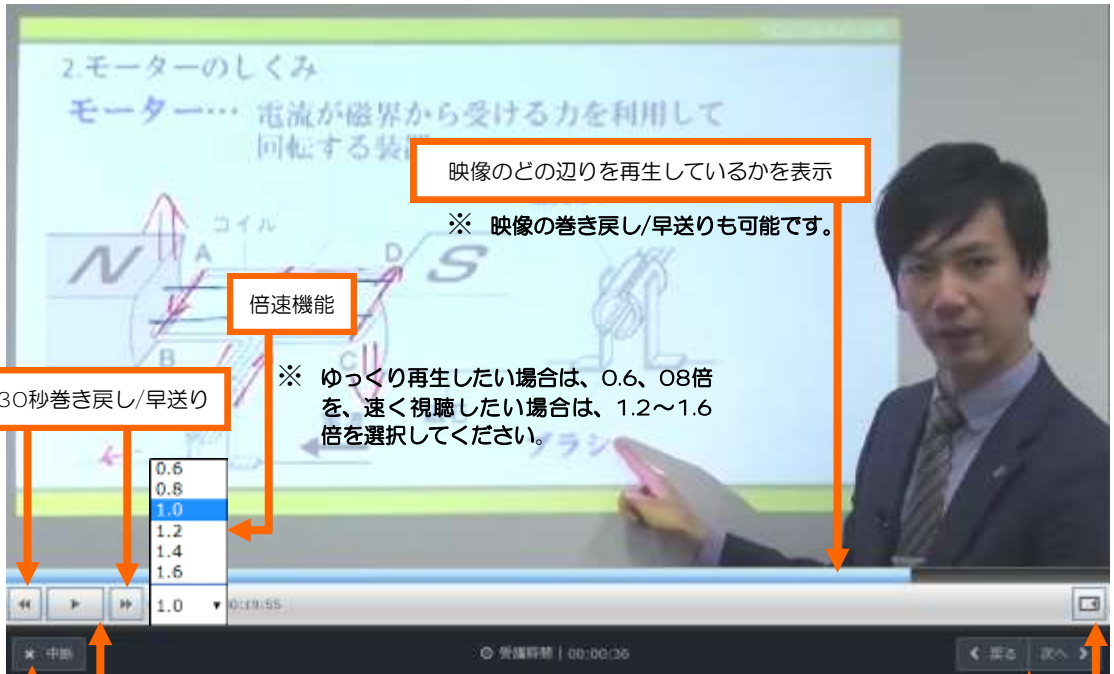 2.モーターのしくみ
モーター… 電流が磁界から受ける力を利用して
回転する装
映像のどの辺りを再生しているかを表示
※ 映像の巻き戻し/早送りも可能です。
コイル
N
A
D
S
倍速機能
B
C
※ ゆっくり再生したい場合は、0.6、08倍
を、速く視聴したい場合は、1.2～1.6
倍を選択してください。
30秒巻き戻し/早送り
ブラシ
0.6
0.8
1.0
1.2
1.4
1.6
1.0
0:19:55
中断
受講時間 | 00:00:36
戻る
次へ